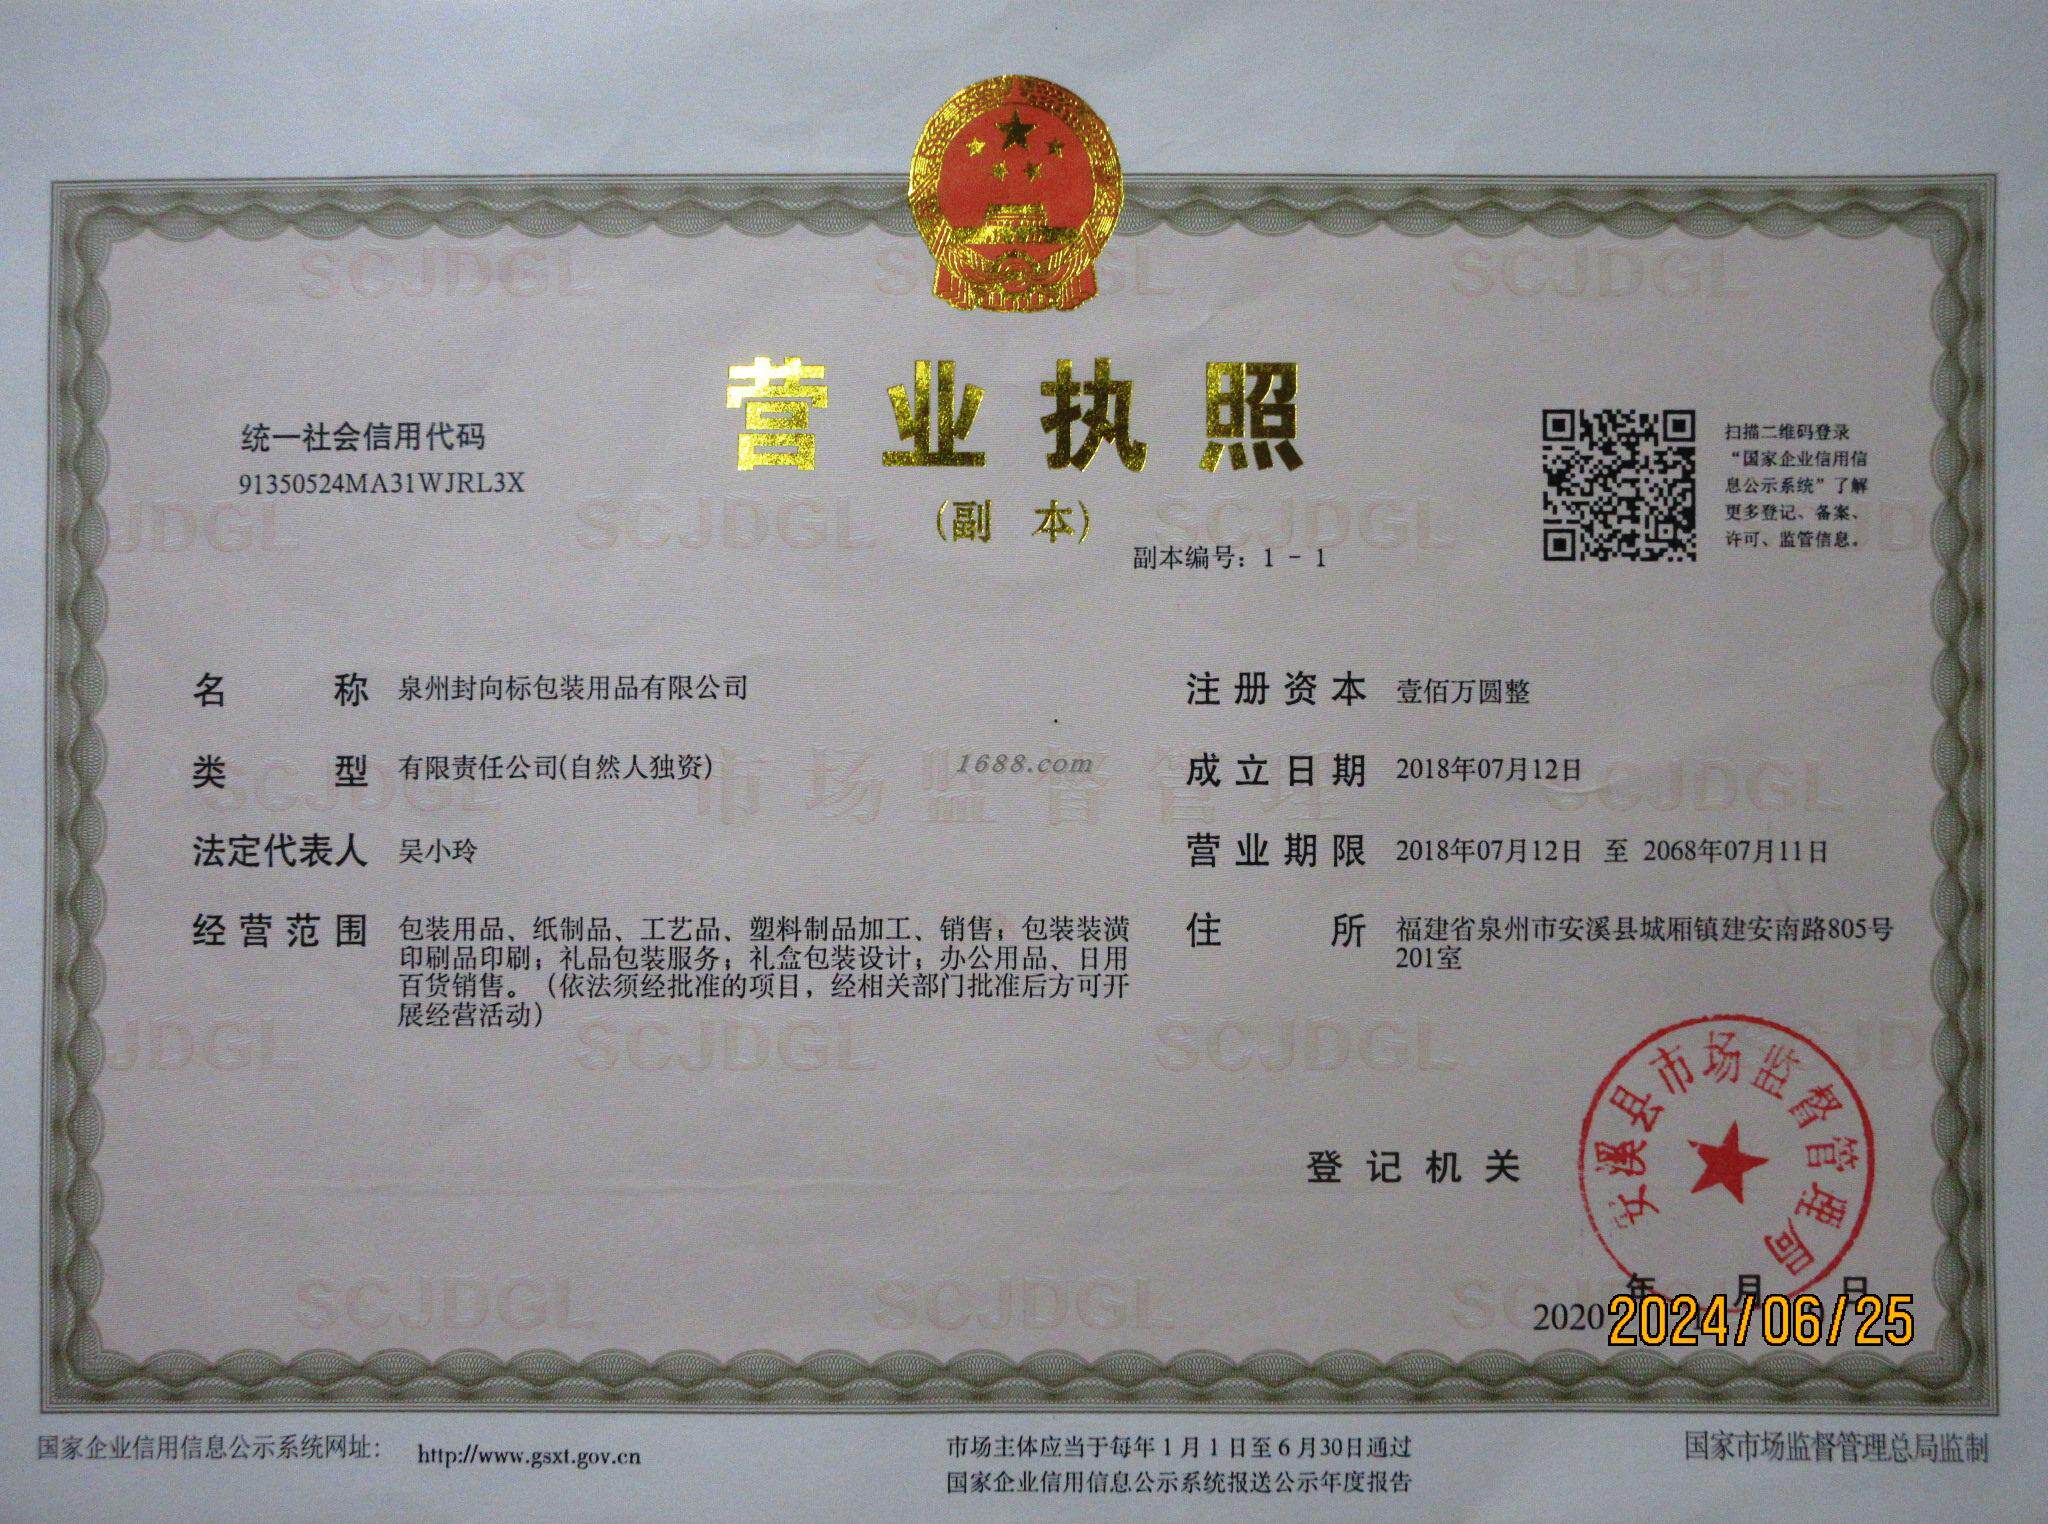 营业执照
(副 本)
副本编号：1 - 1
统一社会信用代码
91350524MA31WJRL3X
扫描二维码登录
“国家企业信用信
息公示系统”了解
更多登记、备案、
许可、监管信息。
名 称 泉州封向标包装用品有限公司
类 型 有限责任公司(自然人独资)
法定代表人 吴小玲
经营范围 包装用品、纸制品、工艺品、塑料制品加工、销售；包装装潢
印刷品印刷；礼品包装服务；礼盒包装设计；办公用品、日用
百货销售。（依法须经批准的项目，经相关部门批准后方可开
展经营活动）
注册资本 壹佰万圆整
成立日期 2018年07月12日
营业期限 2018年07月12日 至 2068年07月11日
住 所 福建省泉州市安溪县城厢镇建安南路805号
201室
1688.com
市场监督管理
SCJDGL
登记机关
安溪县市场监督管理局
年 月 日
2020
2024/06/25
国家企业信用信息公示系统网址： http://www.gsxt.gov.cn
市场主体应当于每年1月1日至6月30日通过
国家企业信用信息公示系统报送公示年度报告
国家市场监督管理总局监制